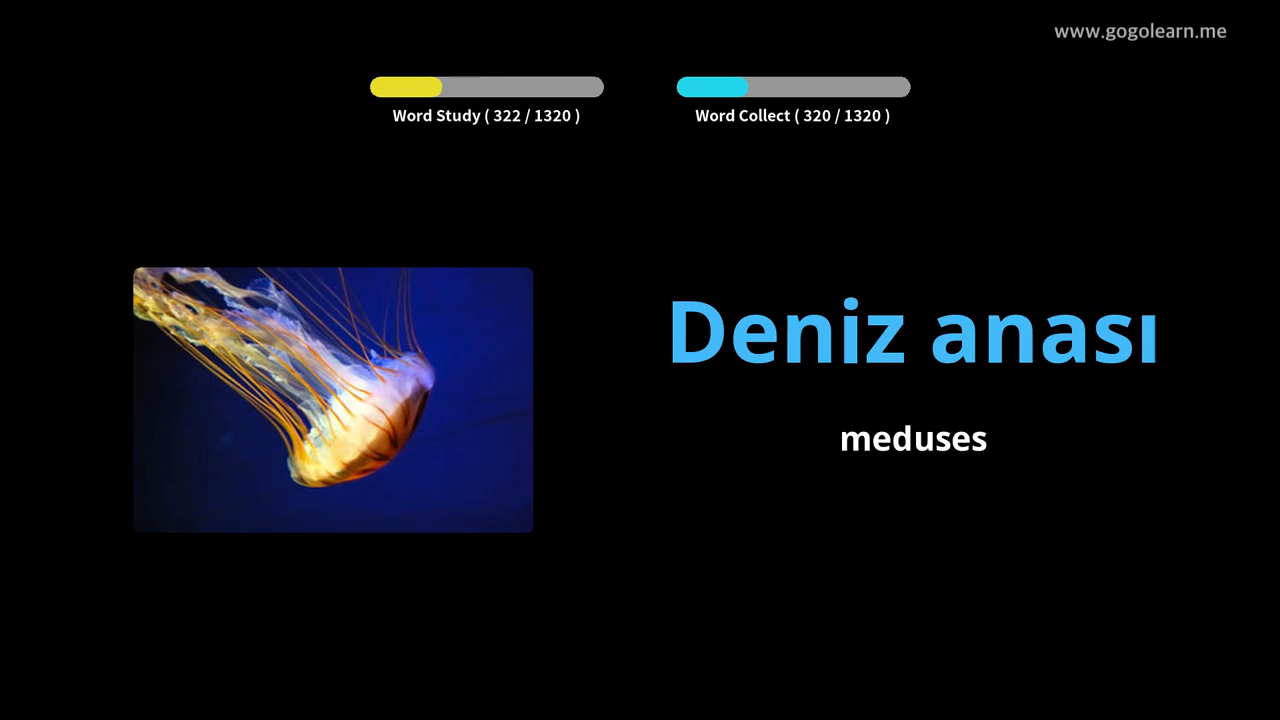 www.gogolearn.me
Word Study ( 322 / 1320 )
Word Collect ( 320 / 1320 )
Deniz anası
meduses